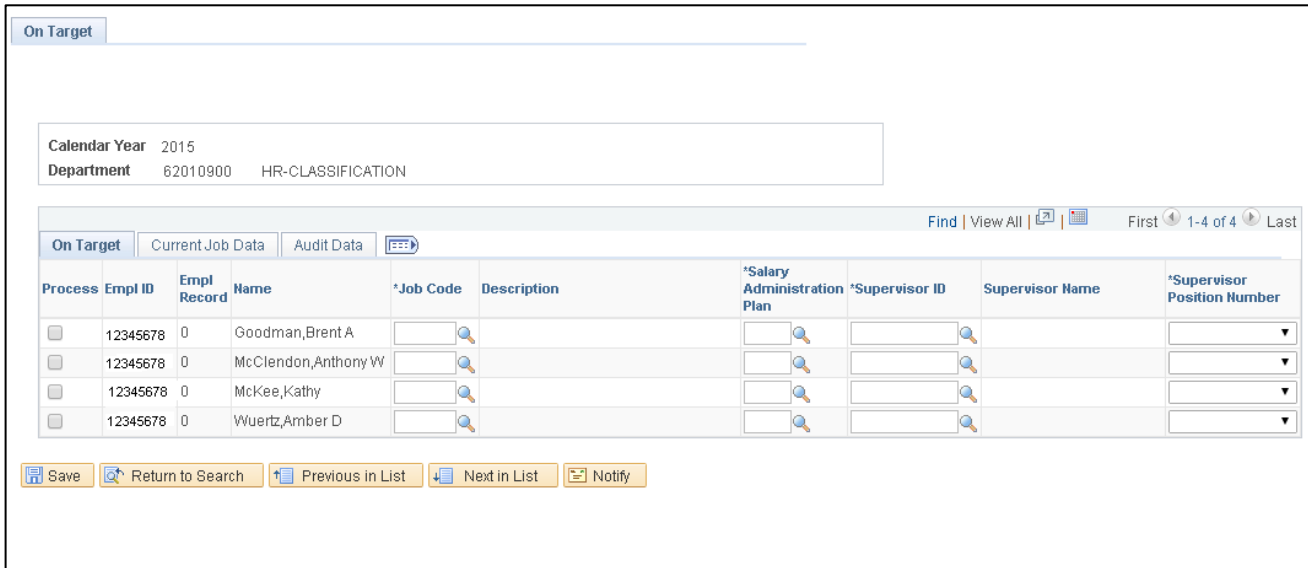 On Target
Calendar Year 2015
Department 62010900 HR-CLASSIFICATION
Find | View All | | First 1-4 of 4 Last
On Target Current Job Data Audit Data
Process Empl ID Empl Record Name *Job Code Description *Salary Administration Plan *Supervisor ID Supervisor Name *Supervisor Position Number
12345678 0 Goodman,Brent A
12345678 0 McClendon,Anthony W
12345678 0 McKee,Kathy
12345678 0 Wuertz,Amber D
Save Return to Search Previous in List Next in List Notify